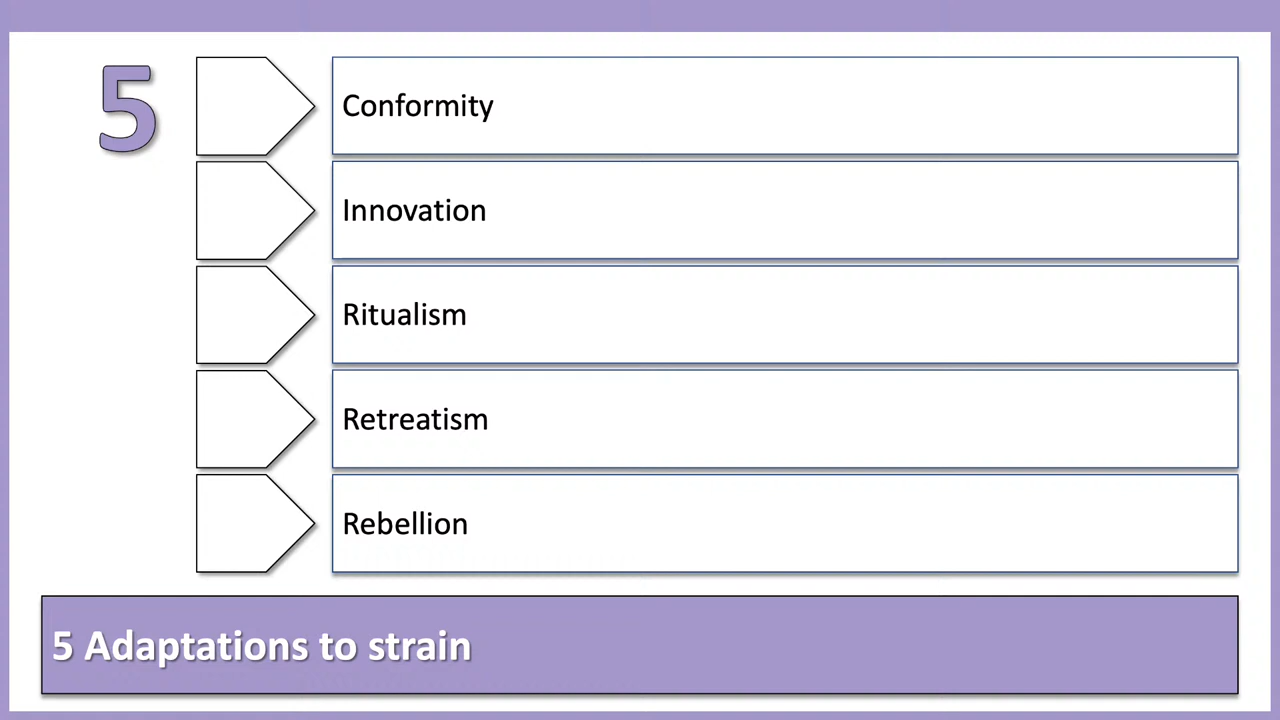 5
Conformity
Innovation
Ritualism
Retreatism
Rebellion
5 Adaptations to strain